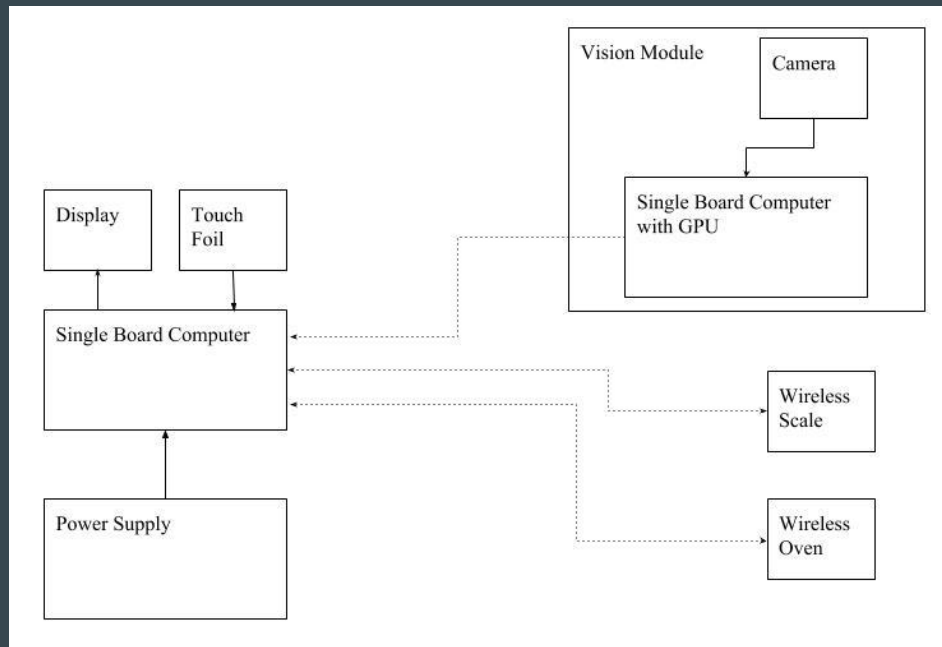 Vision Module
Camera
Single Board Computer
with GPU
Display
Touch
Foil
Single Board Computer
Wireless
Scale
Power Supply
Wireless
Oven